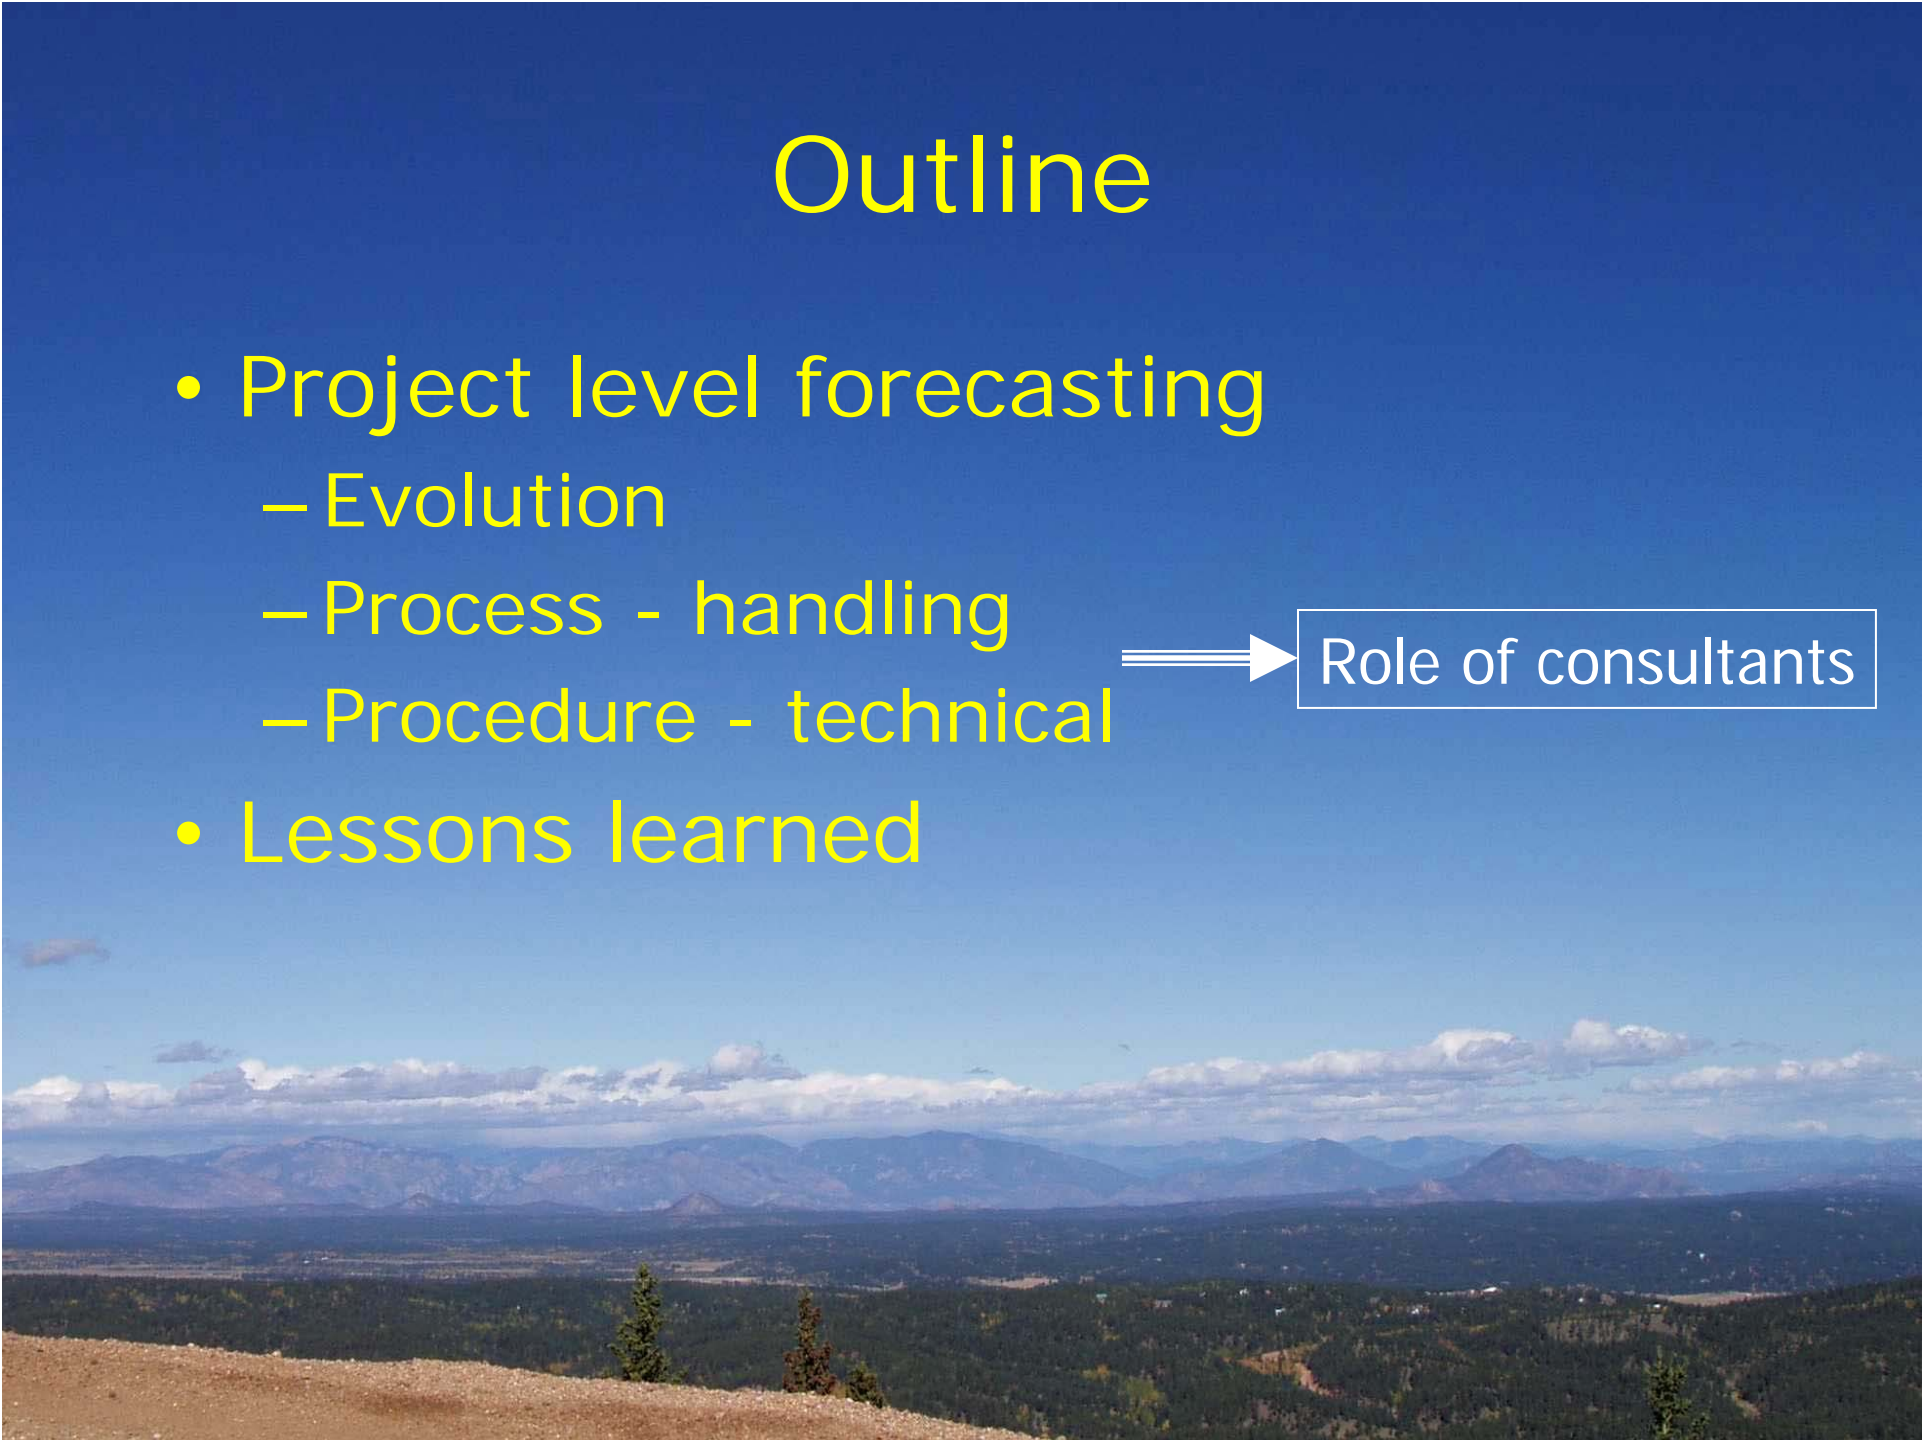 Outline
• Project level forecasting
– Evolution
– Process - handling
– Procedure - technical
Role of consultants
• Lessons learned